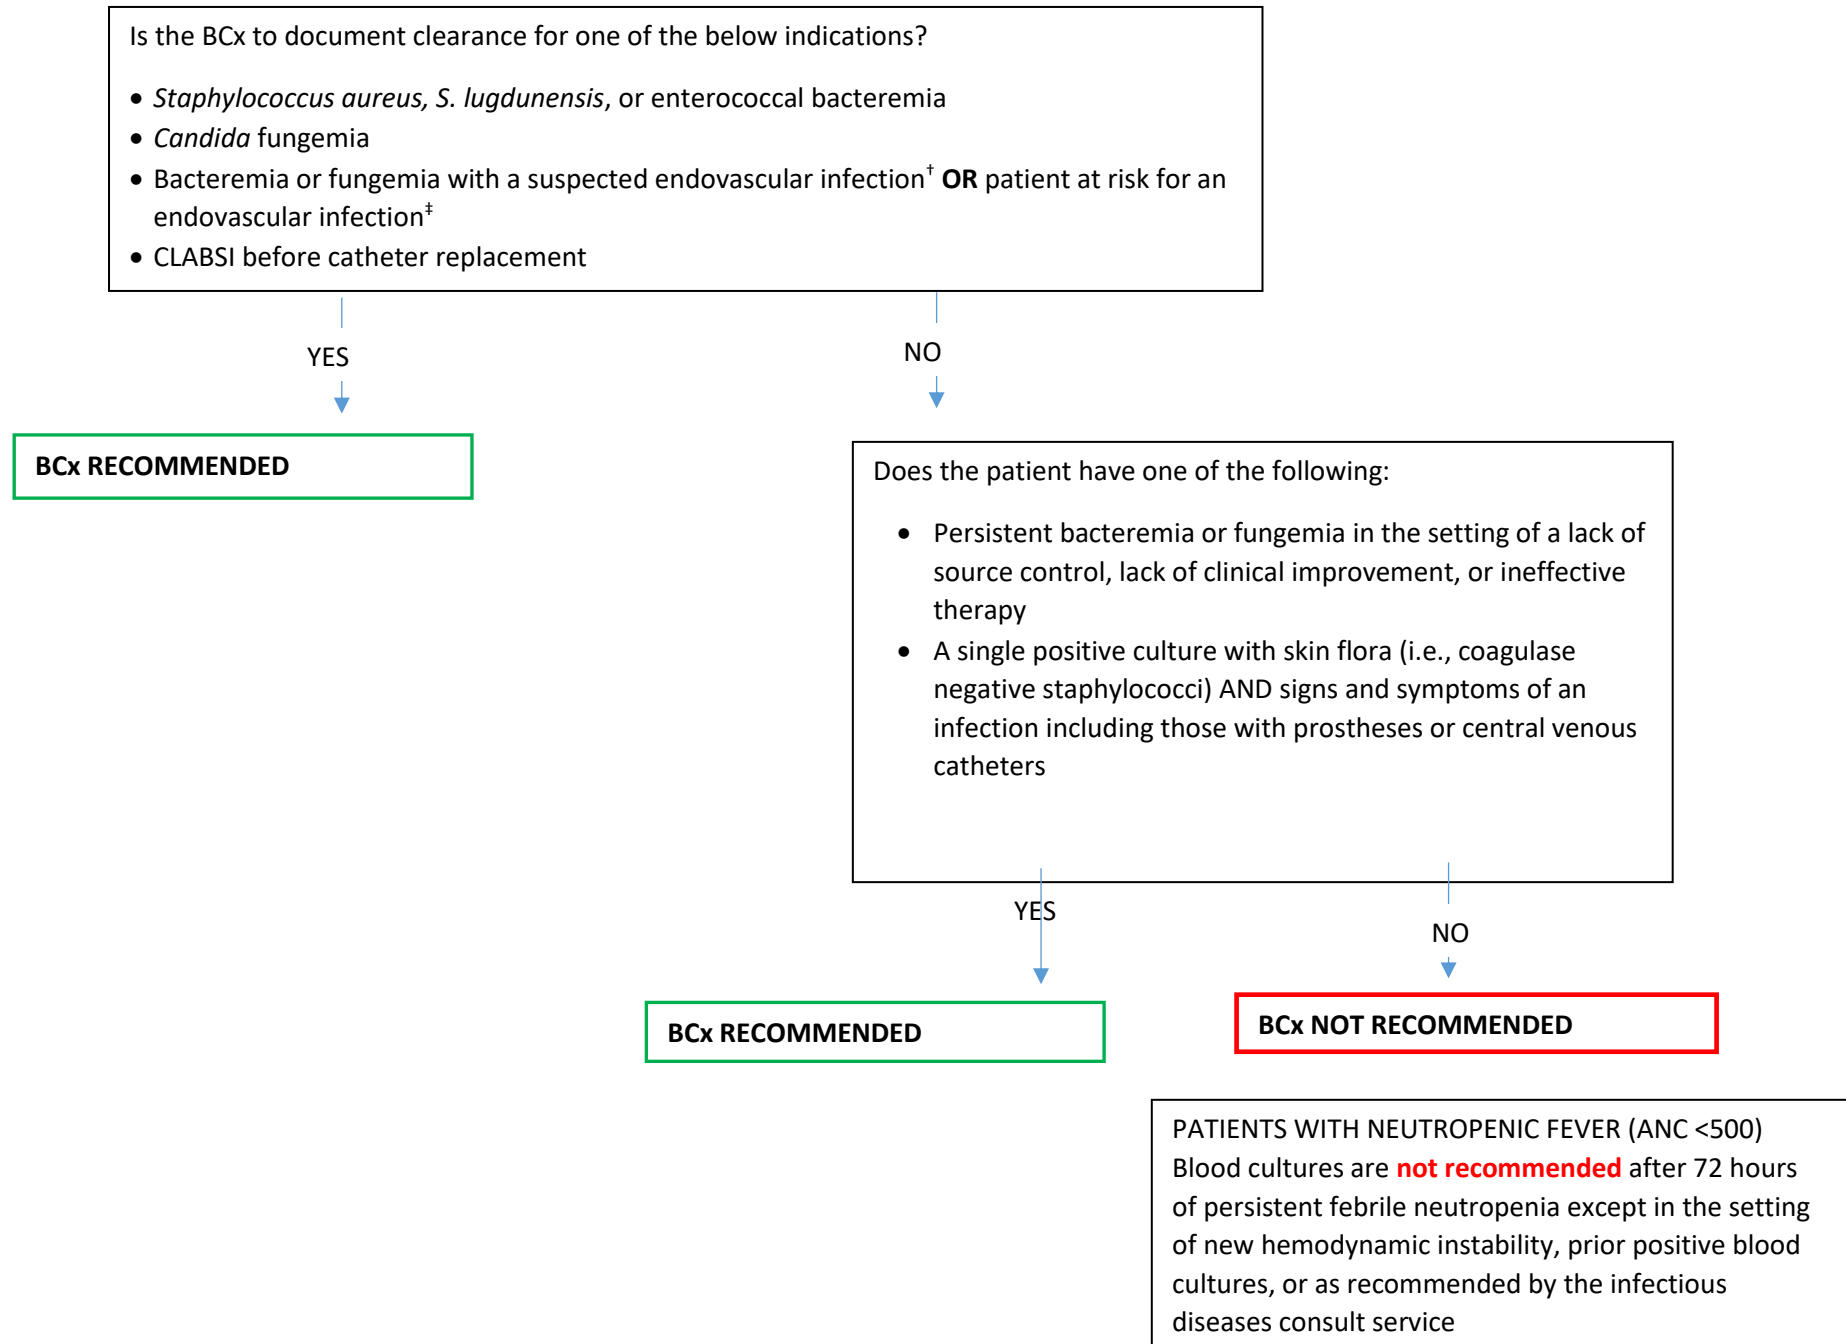 Is the BCx to document clearance for one of the below indications?
• Staphylococcus aureus, S. lugdunensis, or enterococcal bacteremia
• Candida fungemia
• Bacteremia or fungemia with a suspected endovascular infection† OR patient at risk for an
endovascular infection‡
• CLABSI before catheter replacement
YES
NO
BCx RECOMMENDED
Does the patient have one of the following:
• Persistent bacteremia or fungemia in the setting of a lack of
source control, lack of clinical improvement, or ineffective
therapy
• A single positive culture with skin flora (i.e., coagulase
negative staphylococci) AND signs and symptoms of an
infection including those with prostheses or central venous
catheters
YES
NO
BCx RECOMMENDED
BCx NOT RECOMMENDED
PATIENTS WITH NEUTROPENIC FEVER (ANC <500)
Blood cultures are not recommended after 72 hours
of persistent febrile neutropenia except in the setting
of new hemodynamic instability, prior positive blood
cultures, or as recommended by the infectious
diseases consult service